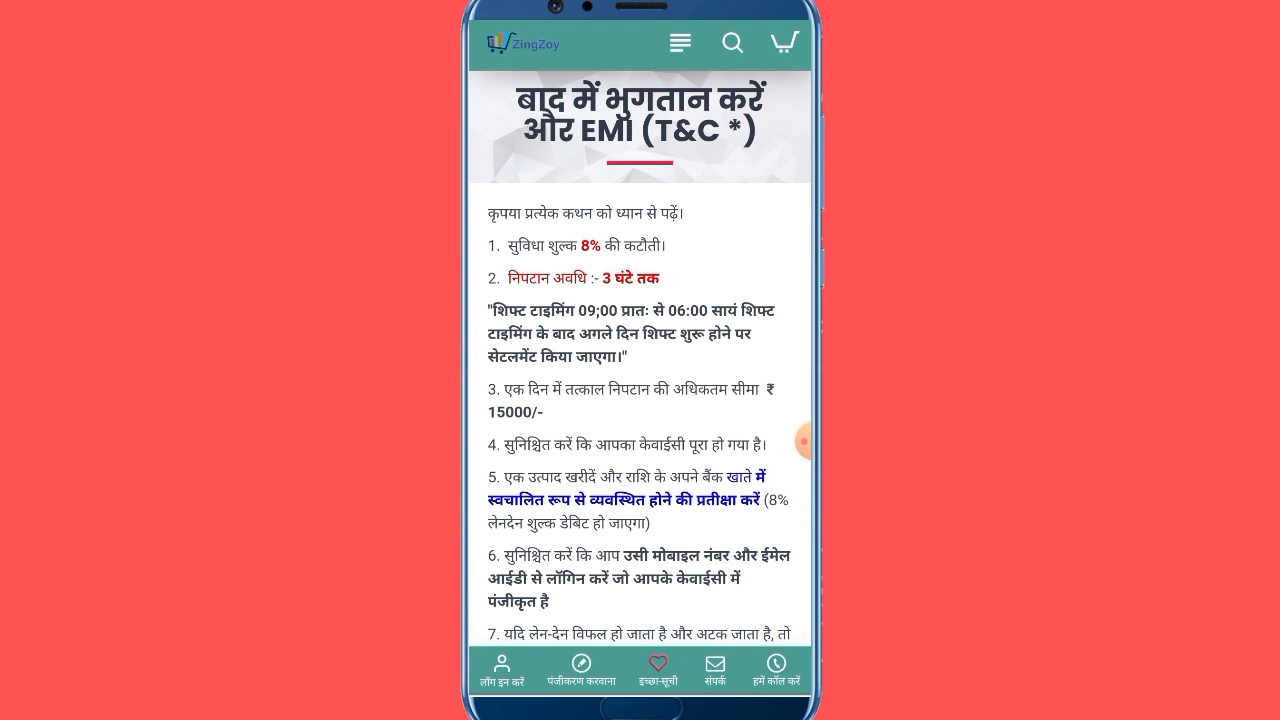 ZingZoy
बाद में भुगतान करें
और EMI (T&C *)
कृपया प्रत्येक कथन को ध्यान से पढ़ें।
1. सुविधा शुल्क 8% की कटौती।
2. निपटान अवधि :- 3 घंटे तक
"शिफ्ट टाइमिंग 09;00 प्रातः से 06:00 सायं शिफ्ट
टाइमिंग के बाद अगले दिन शिफ्ट शुरू होने पर
सेटलमेंट किया जाएगा।"
3. एक दिन में तत्काल निपटान की अधिकतम सीमा ₹
15000/-
4. सुनिश्चित करें कि आपका केवाईसी पूरा हो गया है।
5. एक उत्पाद खरीदें और राशि के अपने बैंक खाते में
स्वचालित रूप से व्यवस्थित होने की प्रतीक्षा करें (8%
लेनदेन शुल्क डेबिट हो जाएगा)
6. सुनिश्चित करें कि आप उसी मोबाइल नंबर और ईमेल
आईडी से लॉगिन करें जो आपके केवाईसी में
पंजीकृत है
7. यदि लेन-देन विफल हो जाता है और अटक जाता है, तो
लॉग इन करें पंजीकरण करवाना इच्छा-सूची संपर्क हमें कॉल करें